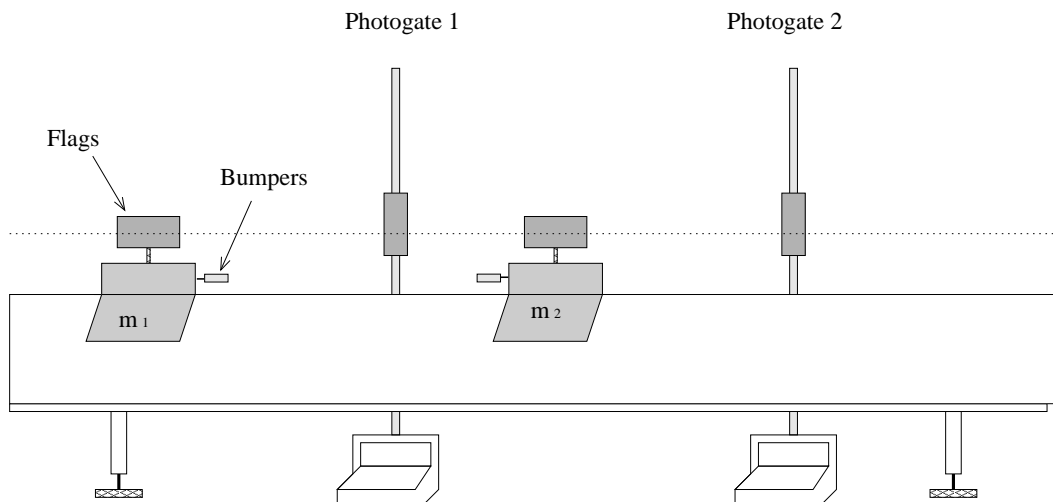 Photogate 1
Photogate 2
Flags
Bumpers
m 1
m 2